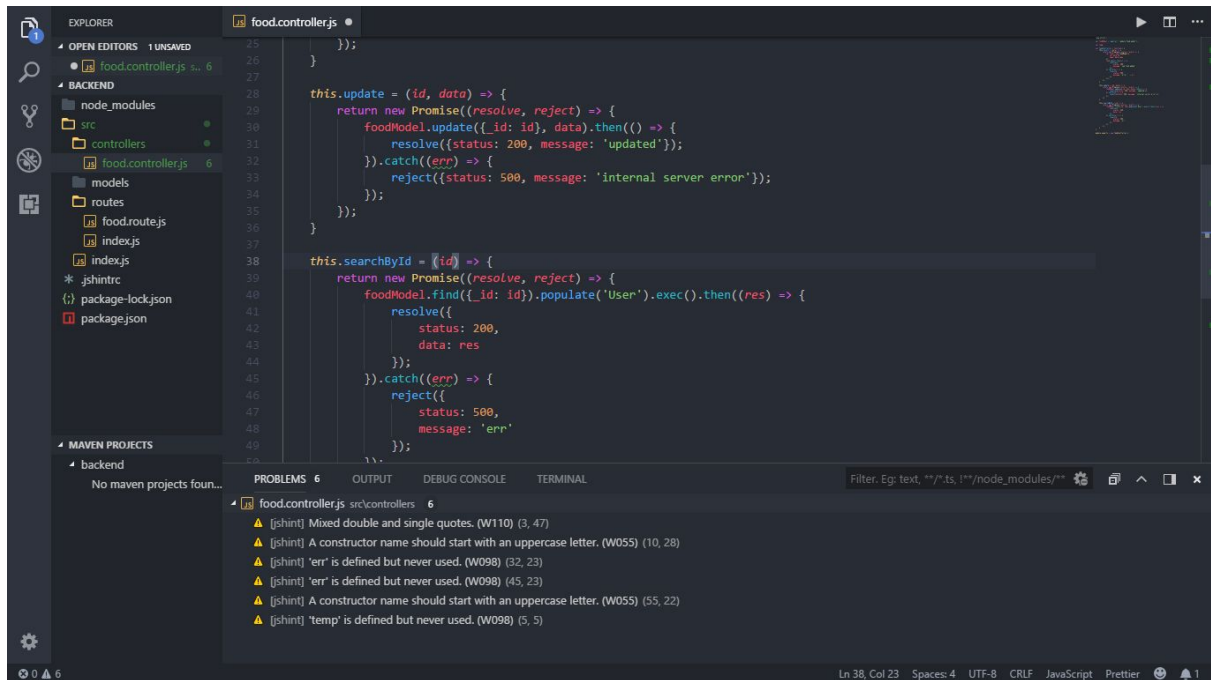 EXPLORER
OPEN EDITORS 1 UNSAVED
food.controller.js s... 6
BACKEND
node_modules
src
controllers
food.controller.js 6
models
routes
food.route.js
index.js
index.js
.jshintrc
package-lock.json
package.json
MAVEN PROJECTS
backend
No maven projects foun...
food.controller.js
25 });
26 }
27
28 this.update = (id, data) => {
29 return new Promise((resolve, reject) => {
30 foodModel.update({_id: id}, data).then(() => {
31 resolve({status: 200, message: 'updated'});
32 }).catch((err) => {
33 reject({status: 500, message: 'internal server error'});
34 });
35 });
36 }
37
38 this.searchById = (id) => {
39 return new Promise((resolve, reject) => {
40 foodModel.find({_id: id}).populate('User').exec().then((res) => {
41 resolve({
42 status: 200,
43 data: res
44 });
45 }).catch((err) => {
46 reject({
47 status: 500,
48 message: 'err'
49 });
50 });
PROBLEMS 6 OUTPUT DEBUG CONSOLE TERMINAL Filter. Eg: text, **/*.ts, !**/node_modules/**
food.controller.js src\controllers 6
[jshint] Mixed double and single quotes. (W110) (3, 47)
[jshint] A constructor name should start with an uppercase letter. (W055) (10, 28)
[jshint] 'err' is defined but never used. (W098) (32, 23)
[jshint] 'err' is defined but never used. (W098) (45, 23)
[jshint] A constructor name should start with an uppercase letter. (W055) (55, 22)
[jshint] 'temp' is defined but never used. (W098) (5, 5)
0 6 Ln 38, Col 23 Spaces: 4 UTF-8 CRLF JavaScript Prettier 1